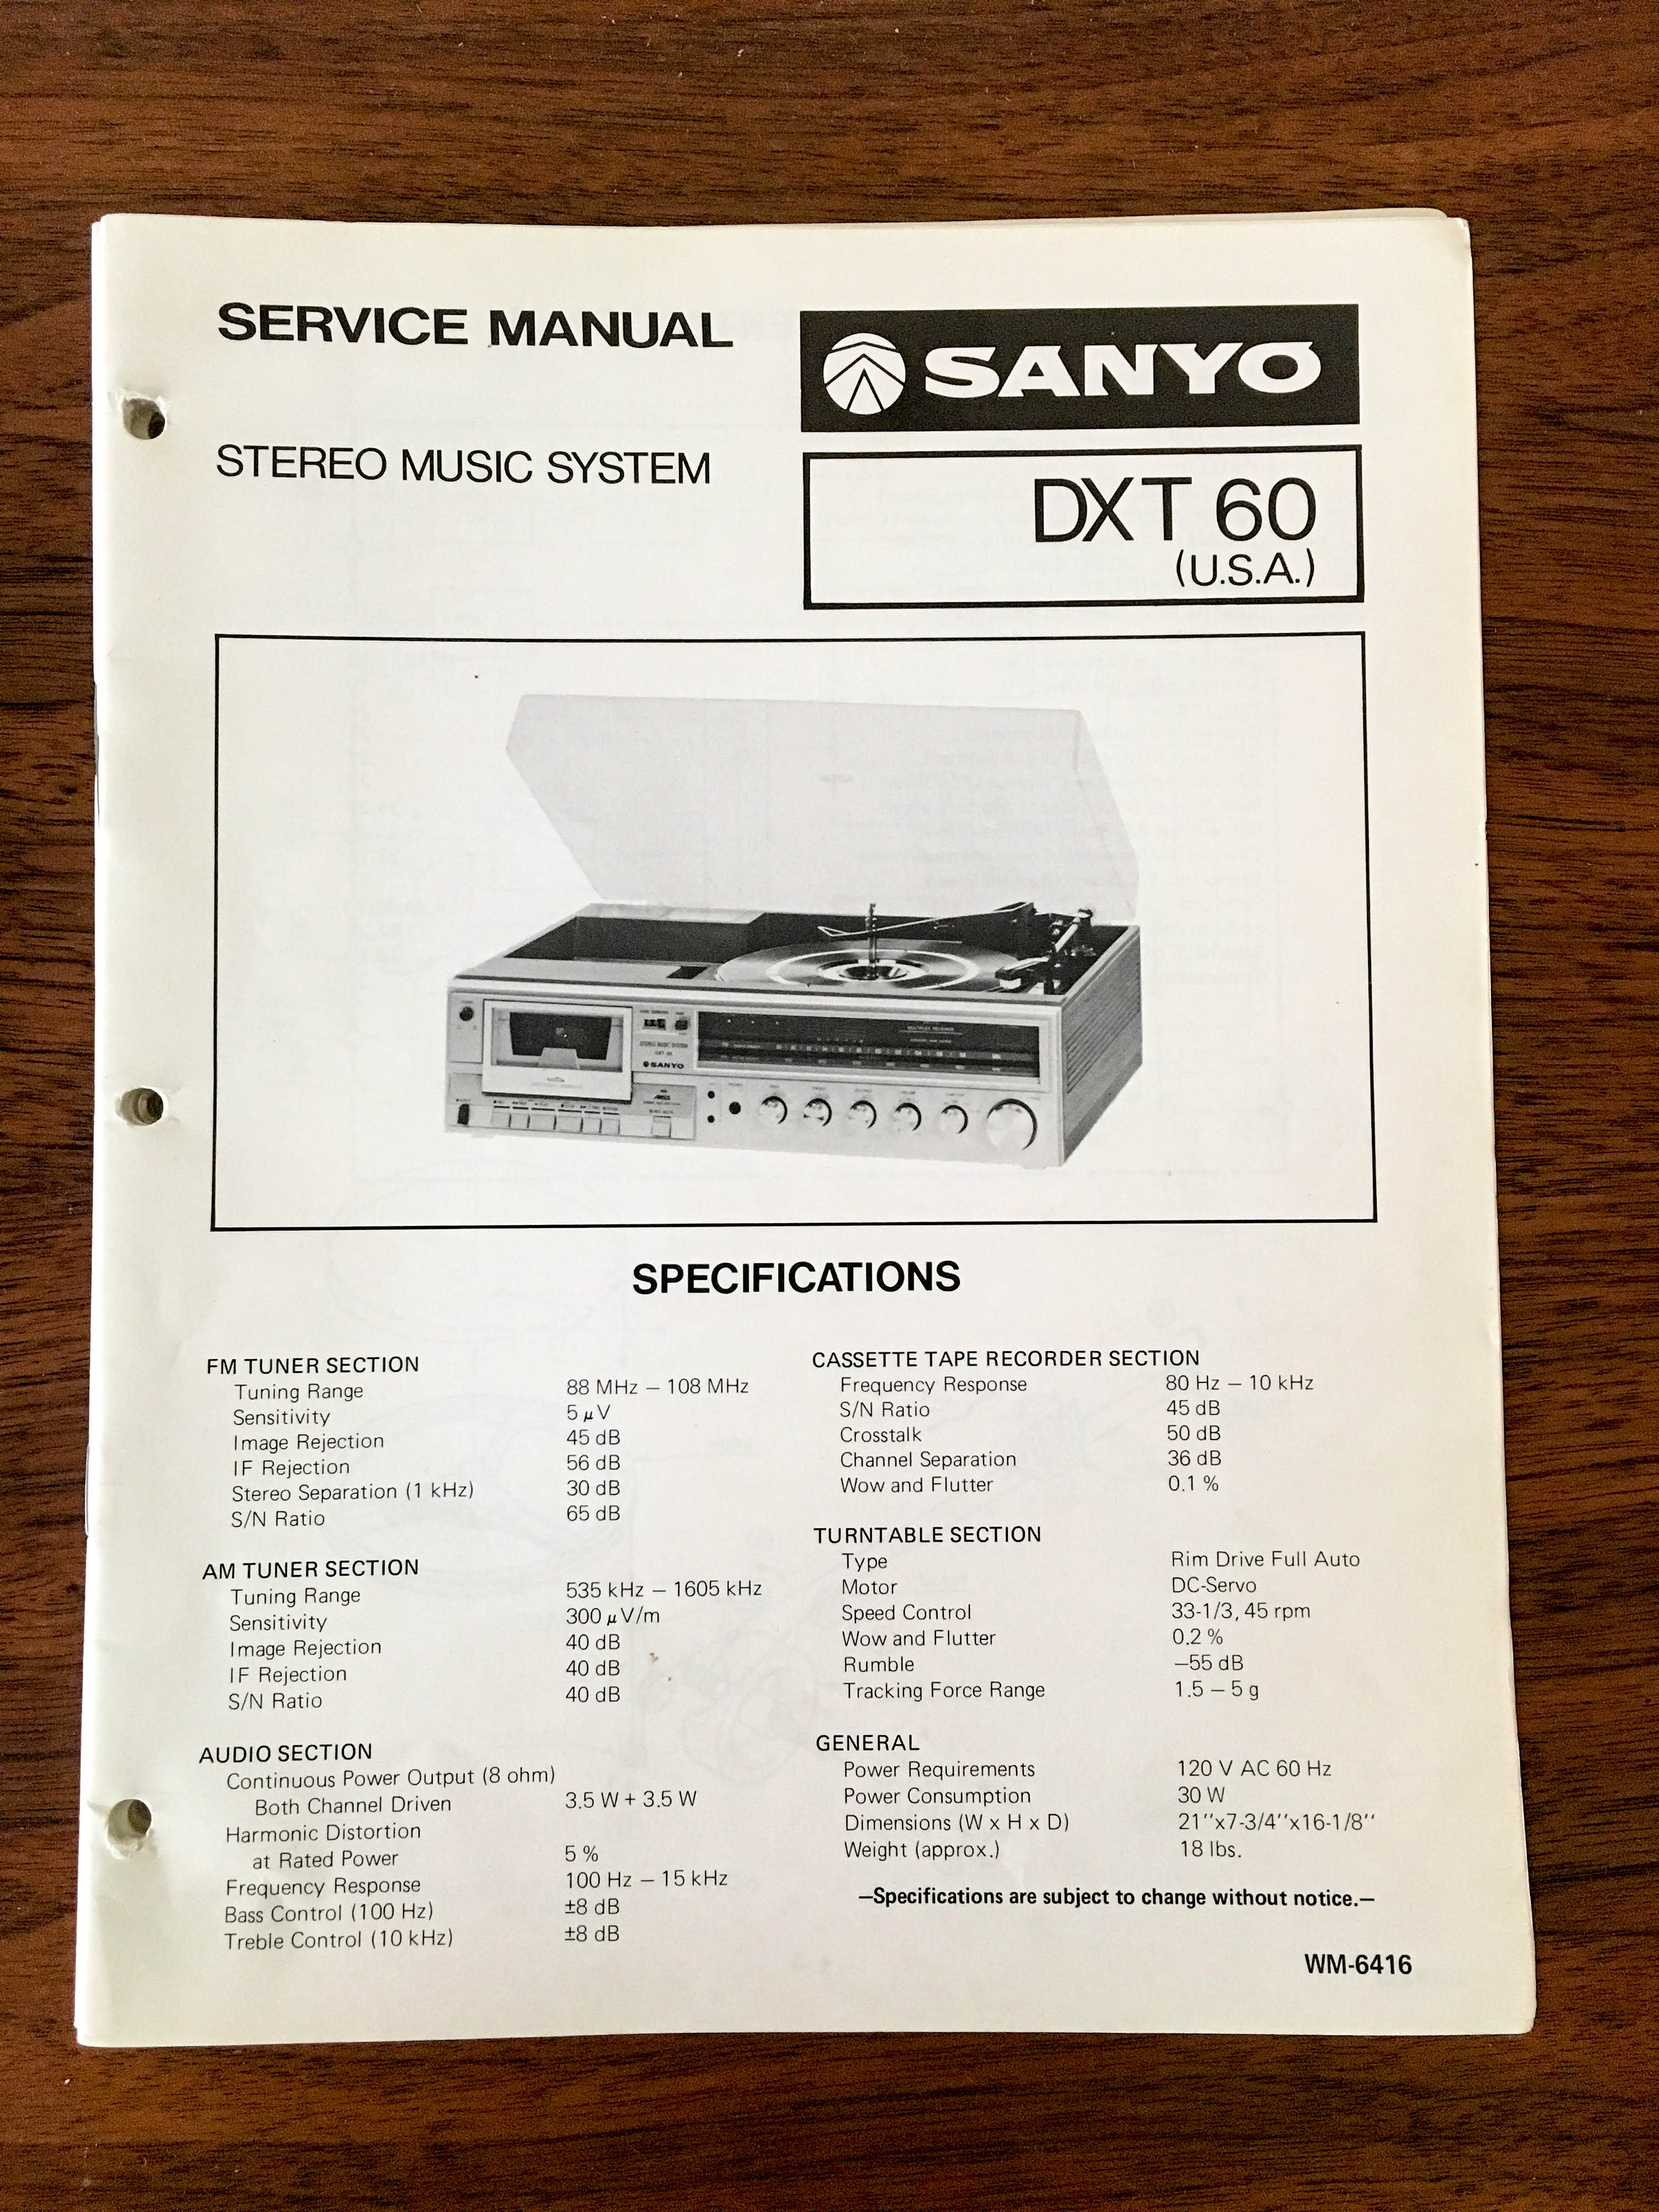 SERVICE MANUAL
SANYO
STEREO MUSIC SYSTEM
DXT 60
(U.S.A.)
STEREO MUSIC SYSTEM
SANYO
SPECIFICATIONS
FM TUNER SECTION
Tuning Range 88 MHz – 108 MHz
Sensitivity 5 μV
Image Rejection 45 dB
IF Rejection 56 dB
Stereo Separation (1 kHz) 30 dB
S/N Ratio 65 dB
AM TUNER SECTION
Tuning Range 535 kHz – 1605 kHz
Sensitivity 300 μV/m
Image Rejection 40 dB
IF Rejection 40 dB
S/N Ratio 40 dB
AUDIO SECTION
Continuous Power Output (8 ohm)
Both Channel Driven 3.5 W + 3.5 W
Harmonic Distortion
at Rated Power 5 %
Frequency Response 100 Hz – 15 kHz
Bass Control (100 Hz) ±8 dB
Treble Control (10 kHz) ±8 dB
CASSETTE TAPE RECORDER SECTION
Frequency Response 80 Hz – 10 kHz
S/N Ratio 45 dB
Crosstalk 50 dB
Channel Separation 36 dB
Wow and Flutter 0.1 %
TURNTABLE SECTION
Type Rim Drive Full Auto
Motor DC-Servo
Speed Control 33-1/3, 45 rpm
Wow and Flutter 0.2 %
Rumble –55 dB
Tracking Force Range 1.5 – 5 g
GENERAL
Power Requirements 120 V AC 60 Hz
Power Consumption 30 W
Dimensions (W x H x D) 21''x7-3/4''x16-1/8''
Weight (approx.) 18 lbs.
–Specifications are subject to change without notice.–
WM-6416